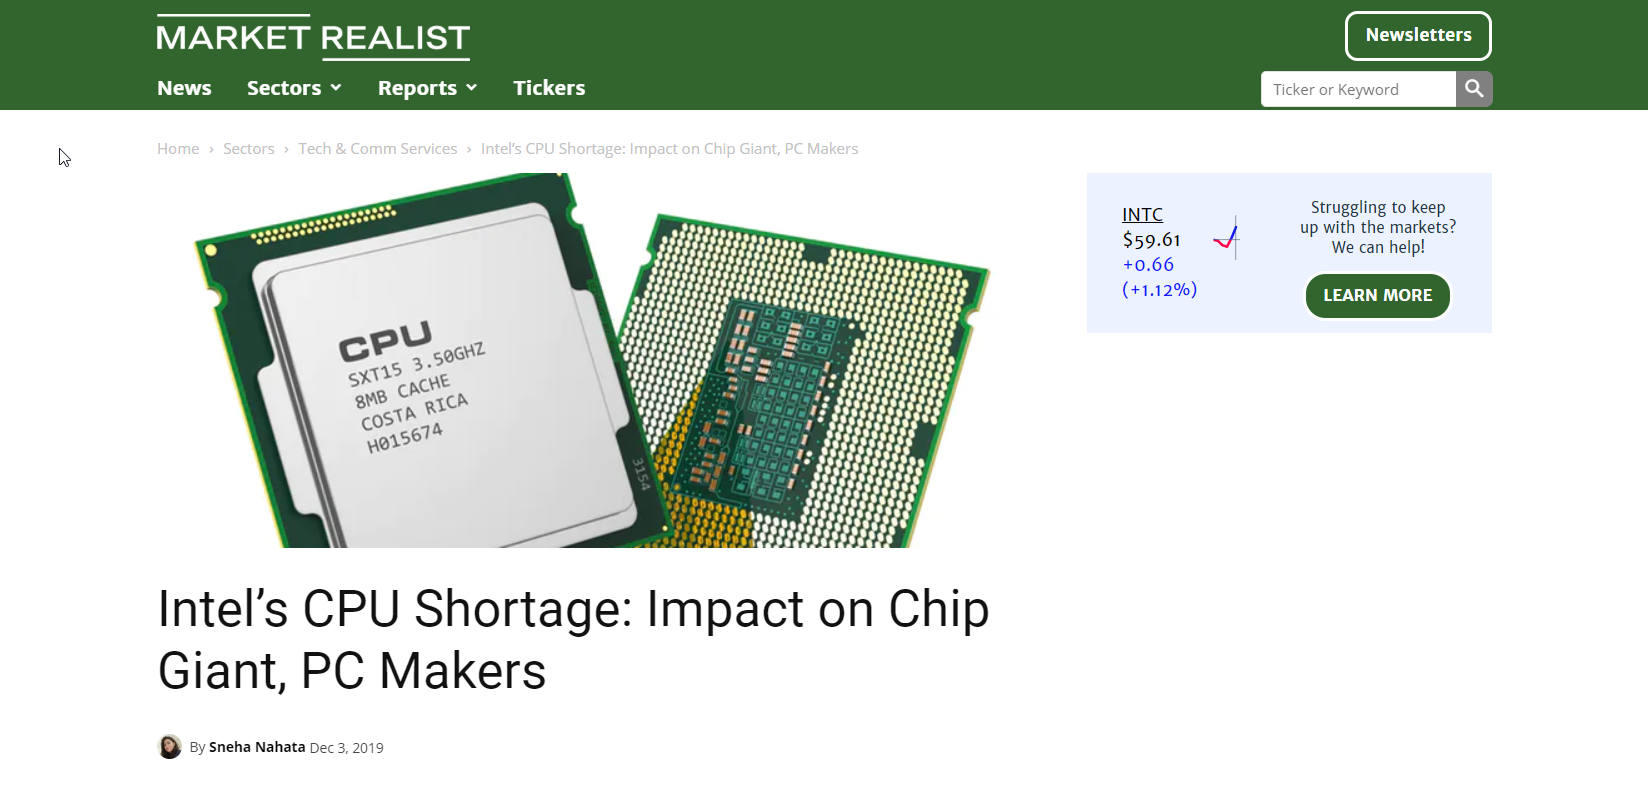 MARKET REALIST
Newsletters
News Sectors Reports Tickers
Ticker or Keyword
Home › Sectors › Tech & Comm Services › Intel’s CPU Shortage: Impact on Chip Giant, PC Makers
CPU
SXT15 3.50GHZ
8MB CACHE
COSTA RICA
H015674
3154
INTC
$59.61
+0.66
(+1.12%)
Struggling to keep
up with the markets?
We can help!
LEARN MORE
Intel’s CPU Shortage: Impact on Chip
Giant, PC Makers
By Sneha Nahata Dec 3, 2019